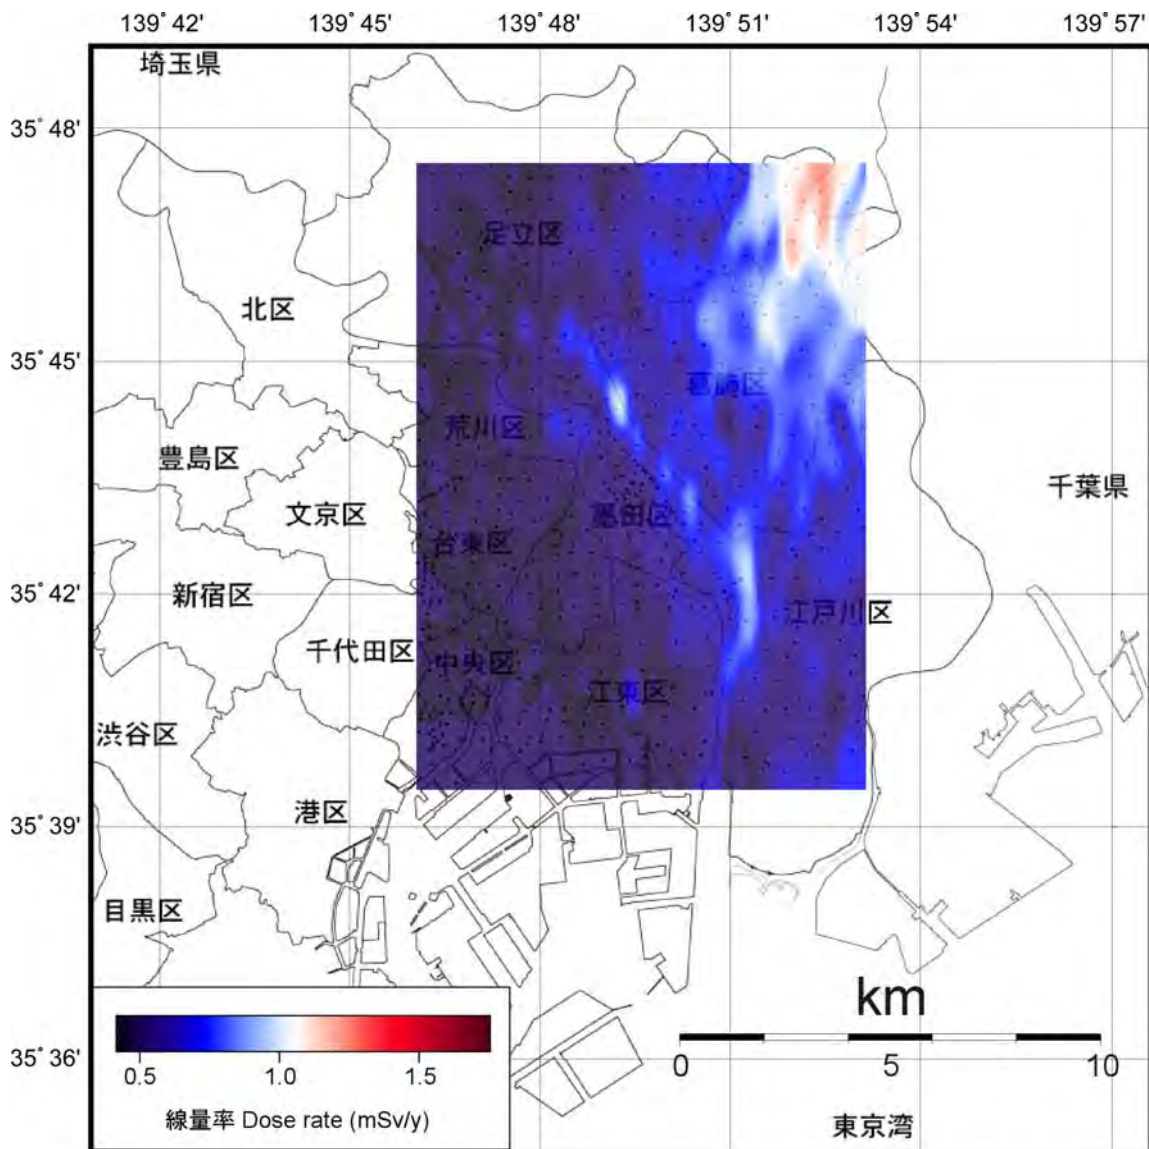 139°42' 139°45' 139°48' 139°51' 139°54' 139°57'
埼玉県
35°48'
足立区
北区
35°45'
葛飾区
荒川区
豊島区
千葉県
文京区
墨田区
台東区
35°42'
新宿区
江戸川区
千代田区
中央区
江東区
渋谷区
港区
35°39'
目黒区
km
35°36'
0 5 10
0.5 1.0 1.5
線量率 Dose rate (mSv/y)
東京湾